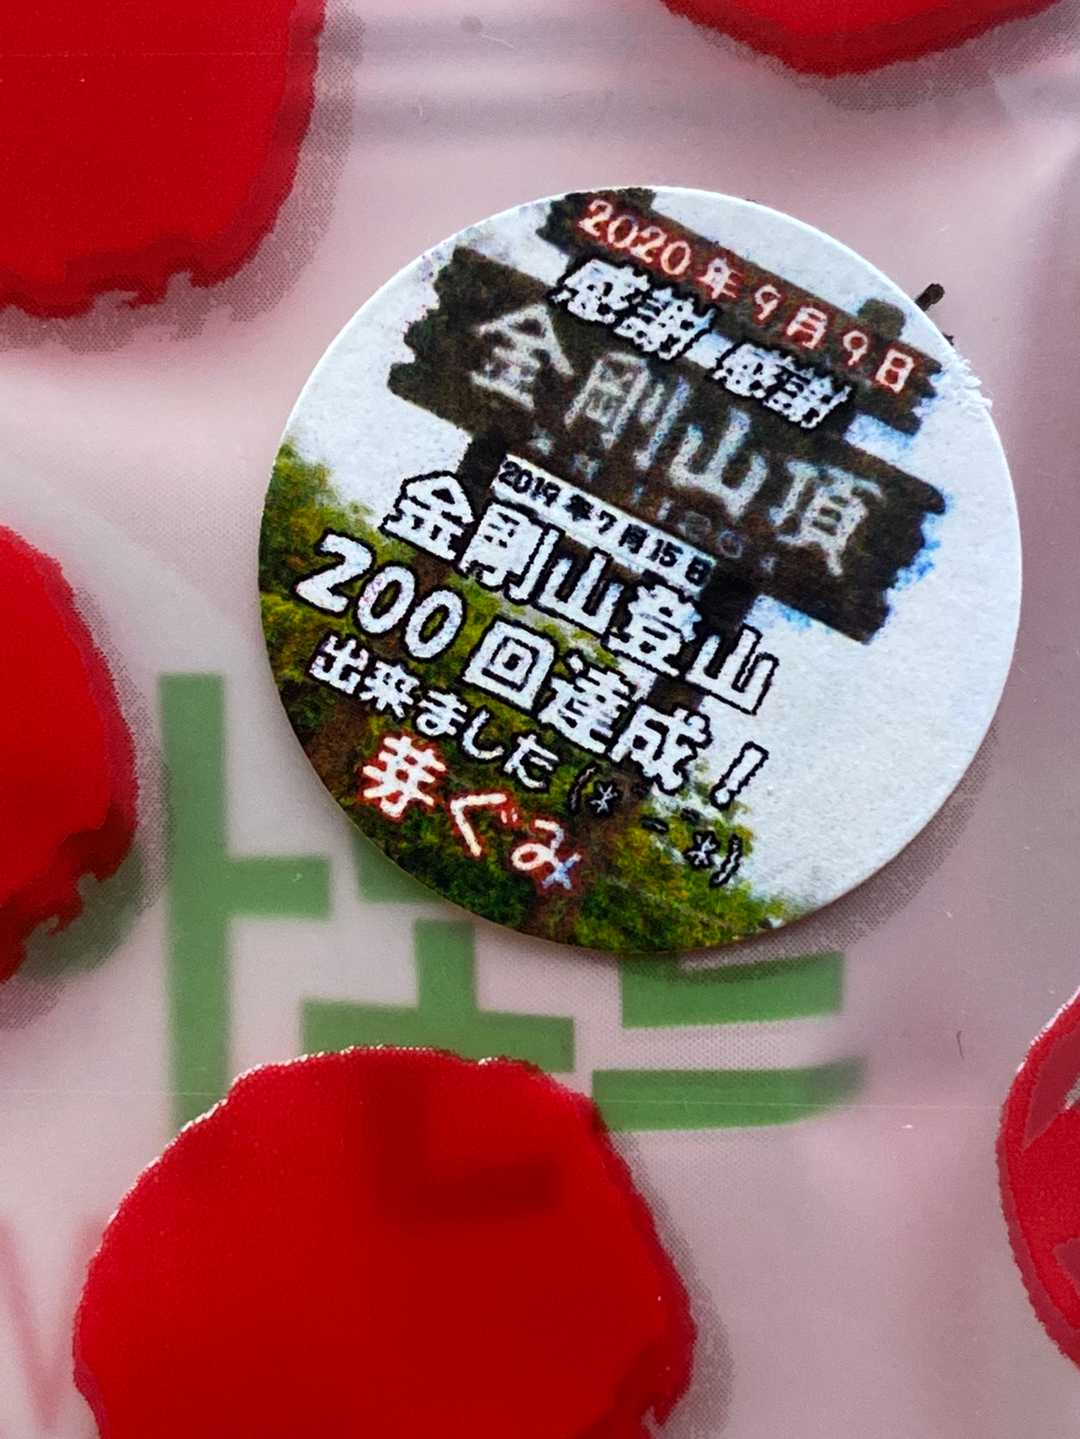 2020年9月9日
感謝 感謝
金剛山頂
2019年7月15日
金剛山登山
200回達成！
出来ました(*^-^*)
芽ぐみ